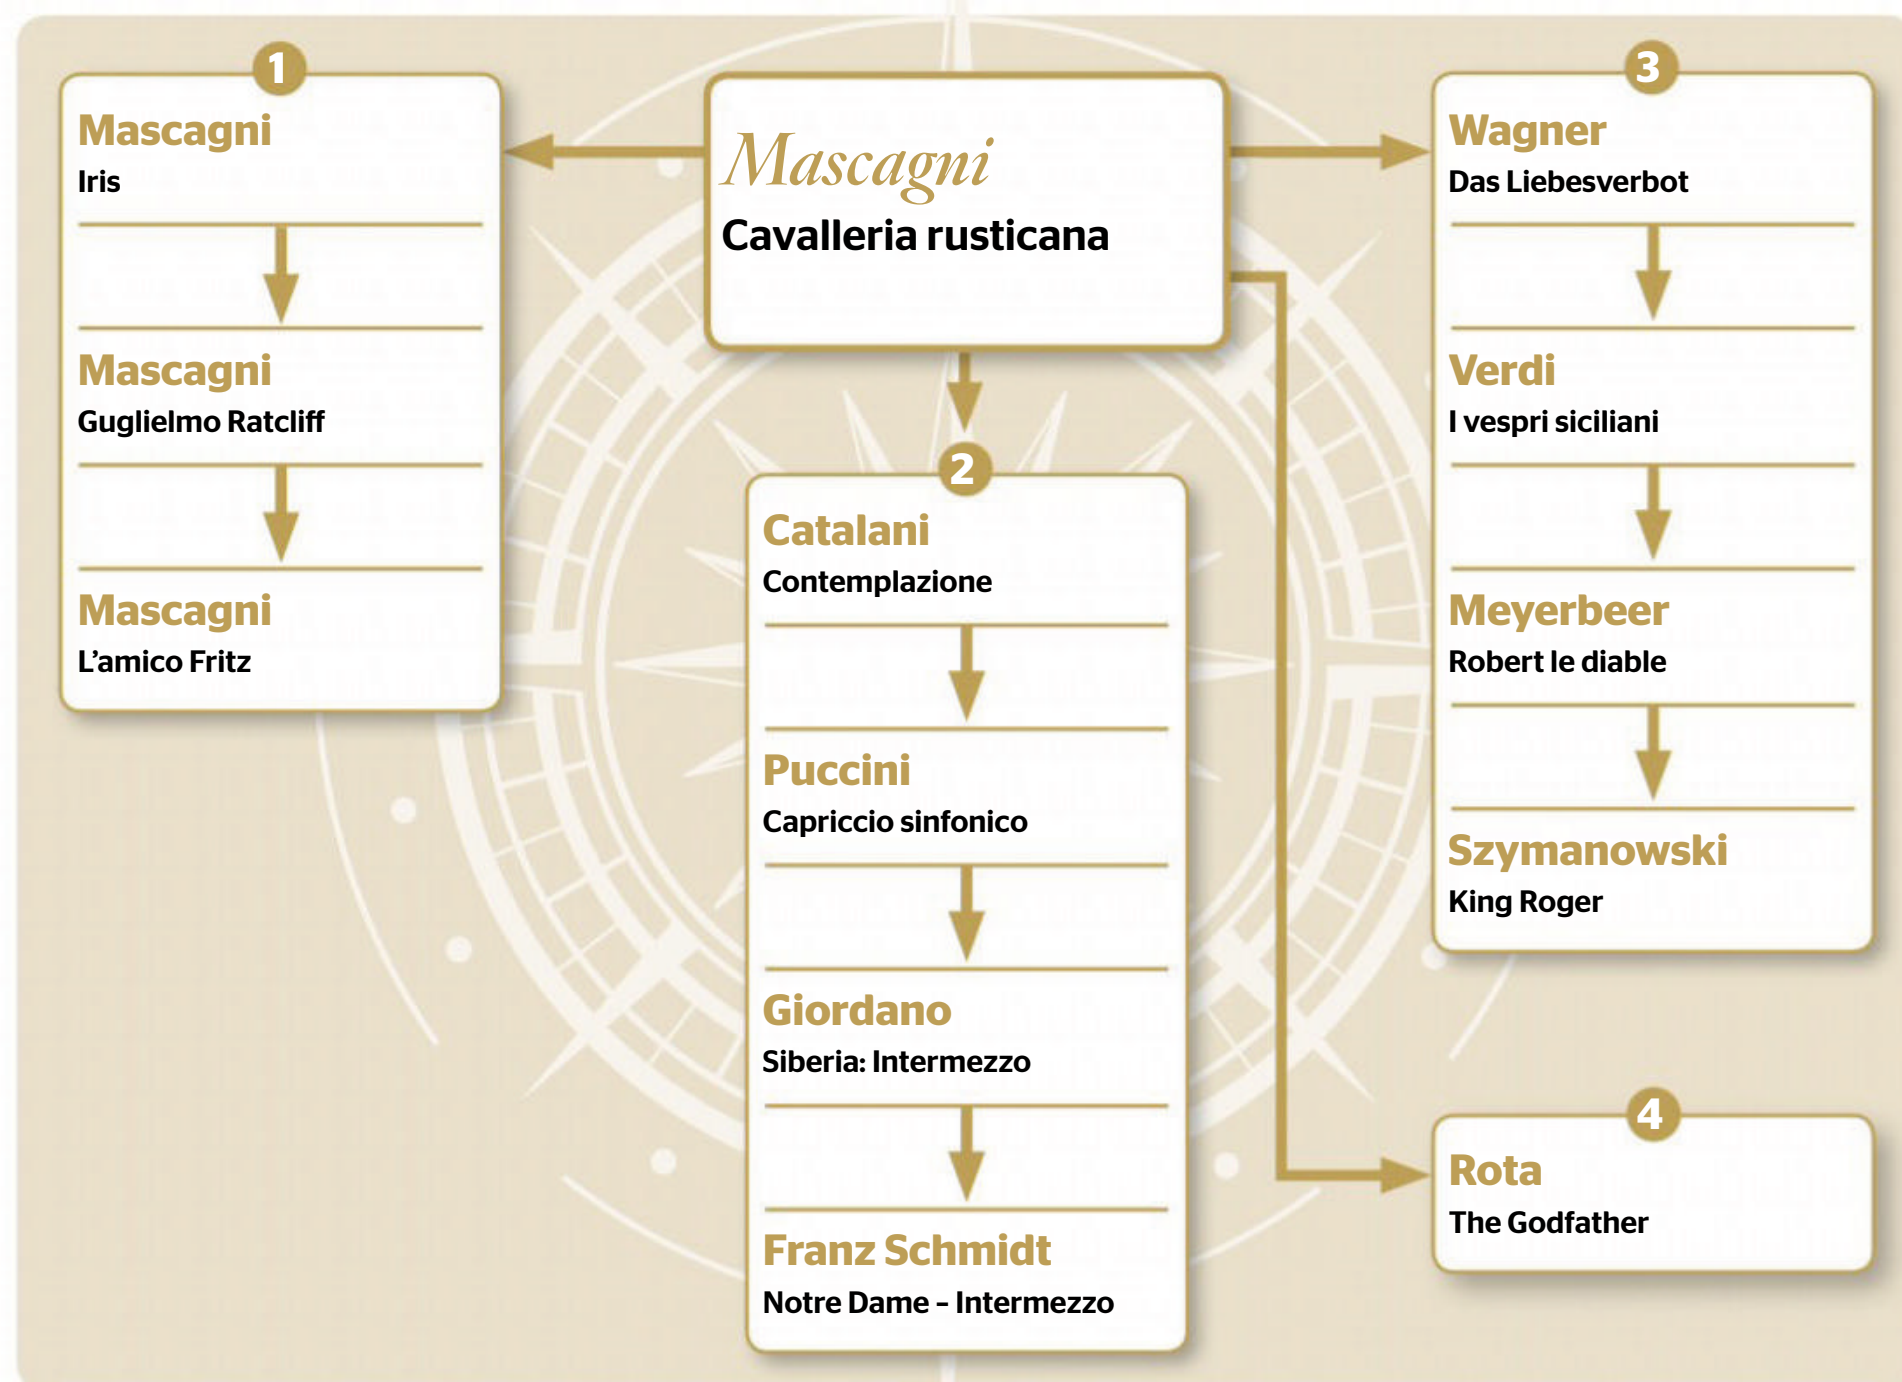 Mascagni
Cavalleria rusticana
1
Mascagni
Iris
Mascagni
Guglielmo Ratcliff
Mascagni
L’amico Fritz
2
Catalani
Contemplazione
Puccini
Capriccio sinfonico
Giordano
Siberia: Intermezzo
Franz Schmidt
Notre Dame – Intermezzo
3
Wagner
Das Liebesverbot
Verdi
I vespri siciliani
Meyerbeer
Robert le diable
Szymanowski
King Roger
4
Rota
The Godfather